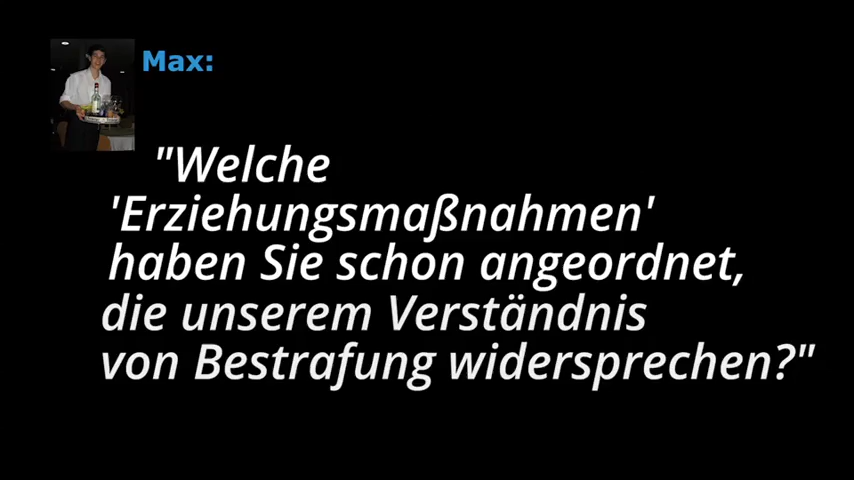 Max:
"Welche
'Erziehungsmaßnahmen'
haben Sie schon angeordnet,
die unserem Verständnis
von Bestrafung widersprechen?"